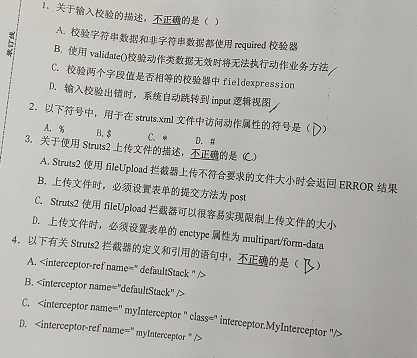 装订线
1. 关于输入校验的描述，不正确的是（ ）
A. 校验字符串数据和非字符串数据都使用 required 校验器
B. 使用 validate()校验动作类数据无效时将无法执行动作业务方法
C. 校验两个字段值是否相等的校验器中 fieldexpression
D. 输入校验出错时，系统自动跳转到 input 逻辑视图
2. 以下符号中，用于在 struts.xml 文件中访问动作属性的符号是（D）
A. % B. $ C. * D. #
3. 关于使用 Struts2 上传文件的描述，不正确的是（C）
A. Struts2 使用 fileUpload 拦截器上传不符合要求的文件大小时会返回 ERROR 结果
B. 上传文件时，必须设置表单的提交方法为 post
C. Struts2 使用 fileUpload 拦截器可以很容易实现限制上传文件的大小
D. 上传文件时，必须设置表单的 enctype 属性为 multipart/form-data
4. 以下有关 Struts2 拦截器的定义和引用的语句中，不正确的是（B）
A. <interceptor-ref name=" defaultStack " />
B. <interceptor name="defaultStack" />
C. <interceptor name=" myInterceptor " class=" interceptor.MyInterceptor "/>
D. <interceptor-ref name=" myInterceptor " />